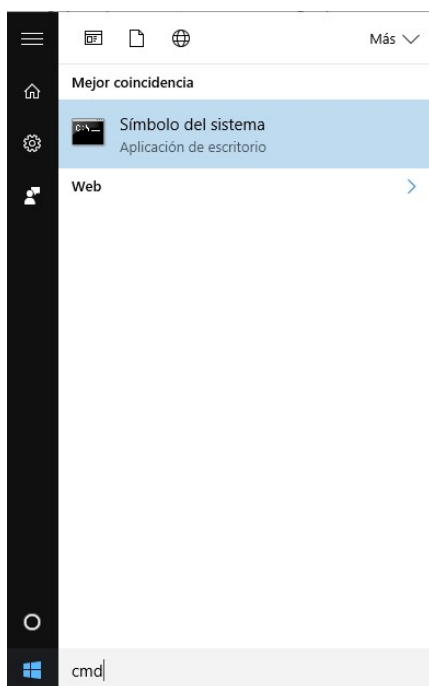 Más
Mejor coincidencia
Símbolo del sistema
Aplicación de escritorio
Web
cmd